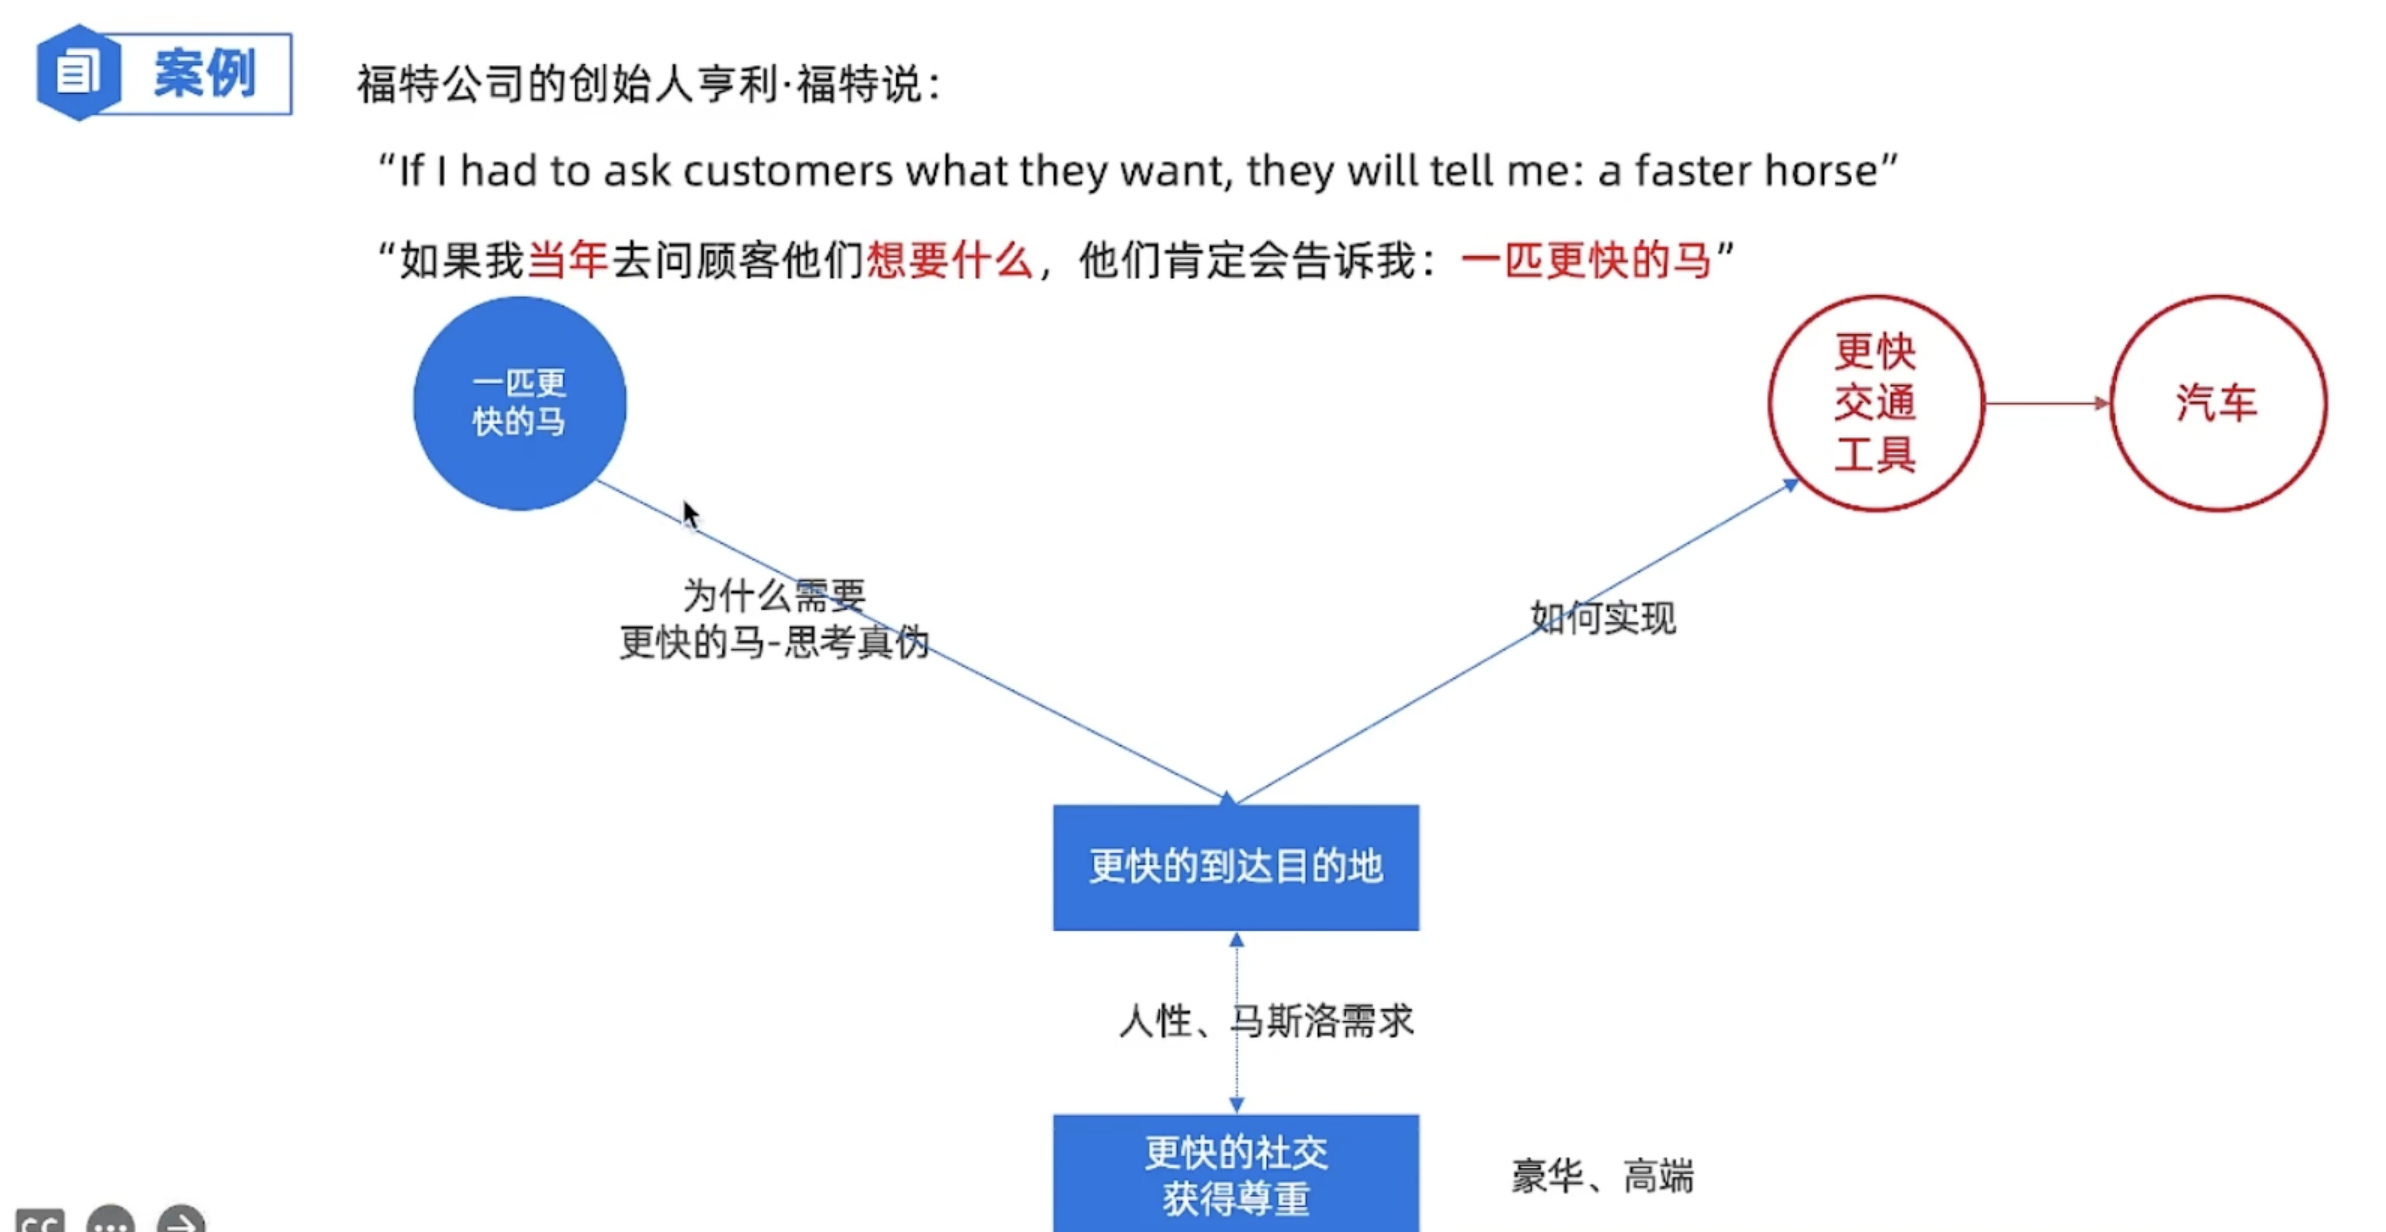 案例
福特公司的创始人亨利·福特说：
“If I had to ask customers what they want, they will tell me: a faster horse”
“如果我当年去问顾客他们想要什么，他们肯定会告诉我：一匹更快的马”
一匹更
快的马
更快
交通
工具
汽车
为什么需要
更快的马-思考真伪
如何实现
更快的到达目的地
人性、马斯洛需求
更快的社交
获得尊重
豪华、高端
CC